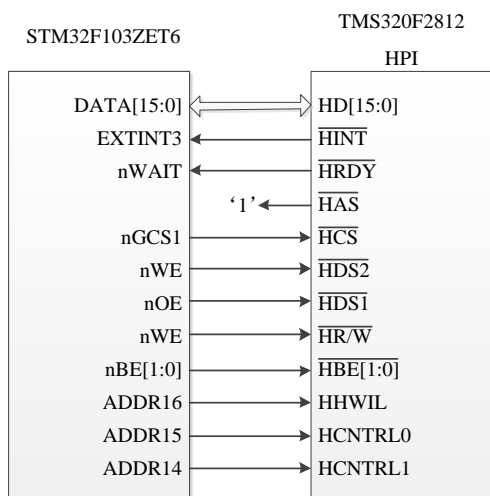 STM32F103ZET6
TMS320F2812
HPI
DATA[15:0] HD[15:0]
EXTINT3 HINT
nWAIT HRDY
‘1’ HAS
nGCS1 HCS
nWE HDS2
nOE HDS1
nWE HR/W
nBE[1:0] HBE[1:0]
ADDR16 HHWIL
ADDR15 HCNTRL0
ADDR14 HCNTRL1